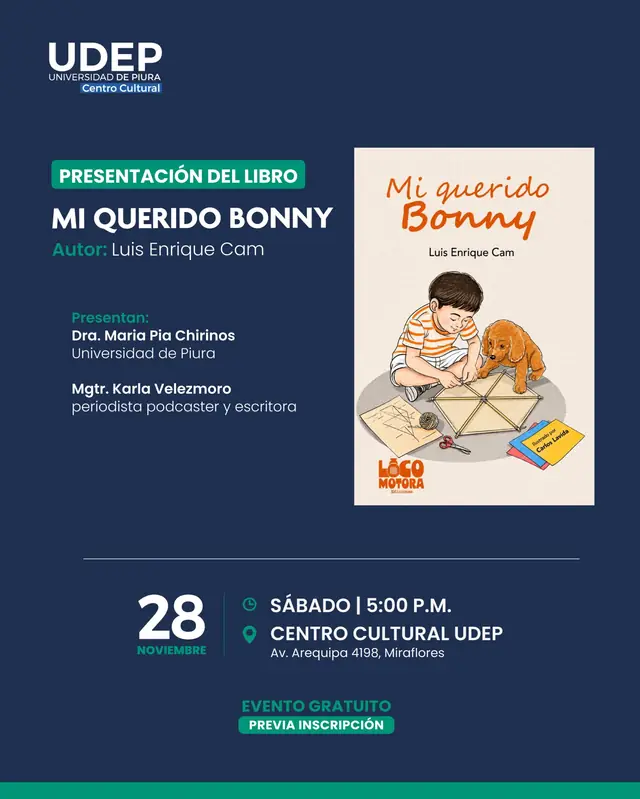 UDEP
UNIVERSIDAD DE PIURA
Centro Cultural
PRESENTACIÓN DEL LIBRO
MI QUERIDO BONNY
Autor: Luis Enrique Cam
Presentan:
Dra. Maria Pia Chirinos
Universidad de Piura
Mgtr. Karla Velezmoro
periodista podcaster y escritora
Mi querido
Bonny
Luis Enrique Cam
Ilustrado por
Carlos Lavida
LOCO
MOTORA
28
NOVIEMBRE
SÁBADO | 5:00 P.M.
CENTRO CULTURAL UDEP
Av. Arequipa 4198, Miraflores
EVENTO GRATUITO
PREVIA INSCRIPCIÓN